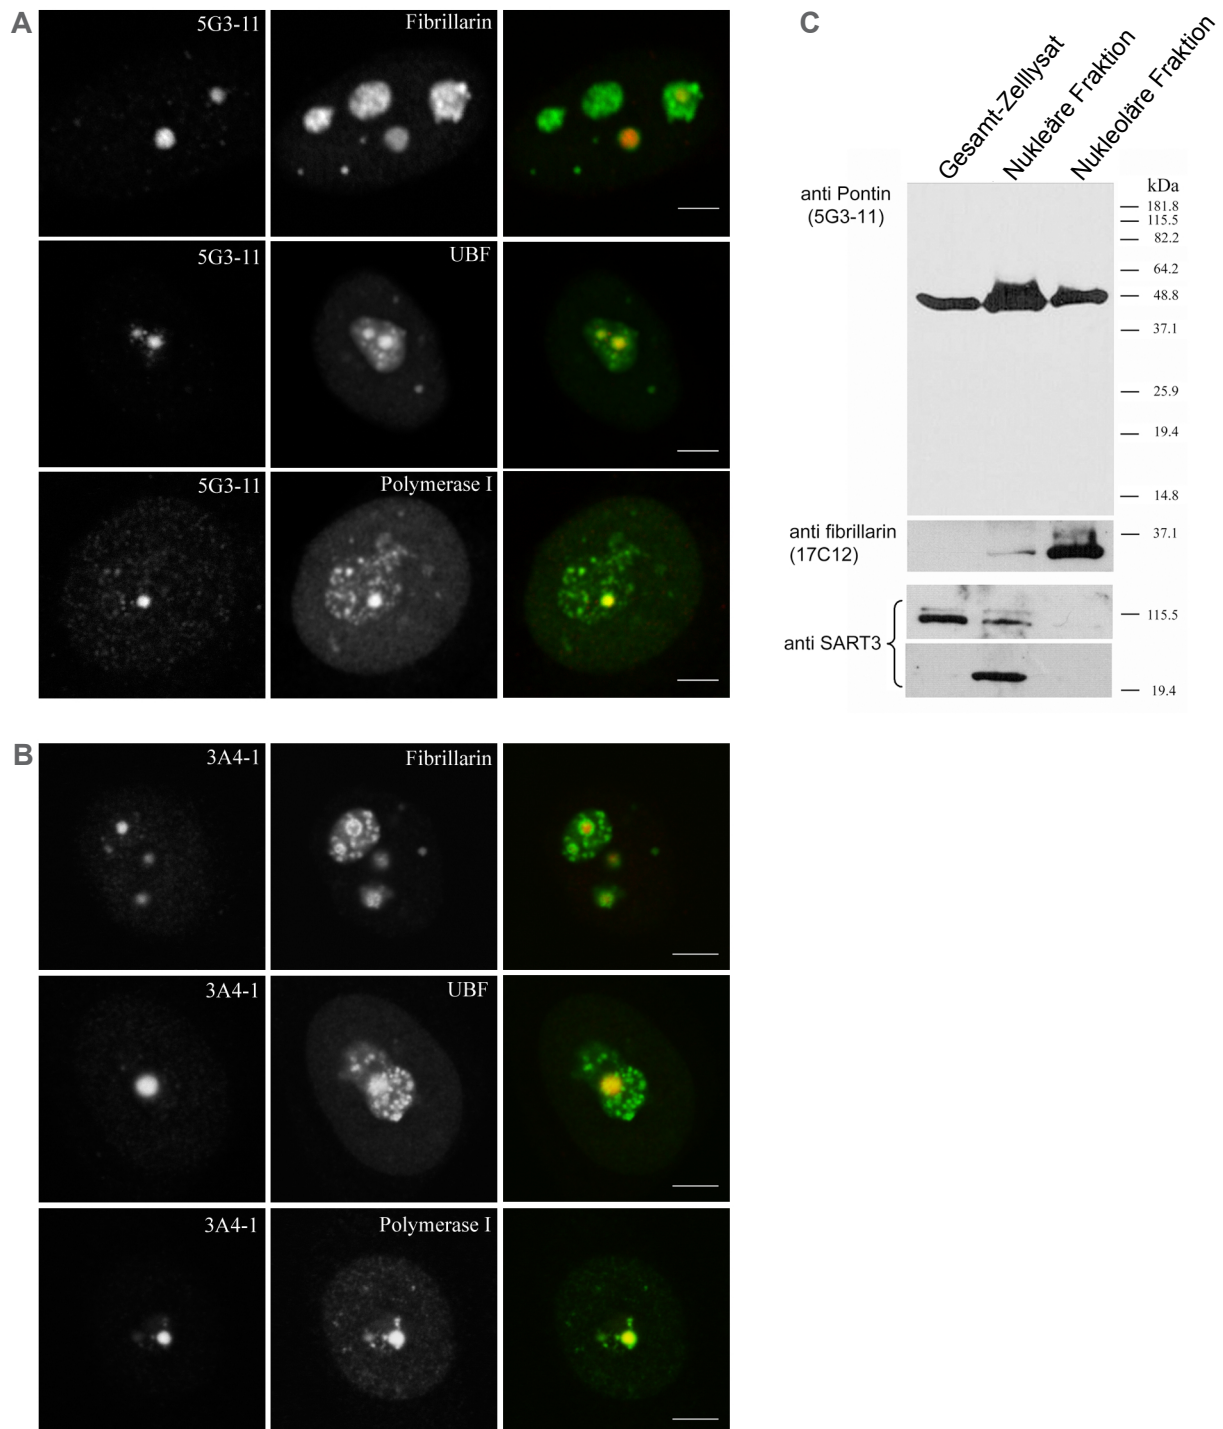 A
5G3-11
Fibrillarin
5G3-11
UBF
5G3-11
Polymerase I
B
3A4-1
Fibrillarin
3A4-1
UBF
3A4-1
Polymerase I
C
Gesamt-Zelllysat
Nukleäre Fraktion
Nukleoläre Fraktion
anti Pontin
(5G3-11)
kDa
181.8
115.5
82.2
64.2
48.8
37.1
25.9
19.4
14.8
anti fibrillarin
(17C12)
37.1
anti SART3
115.5
19.4